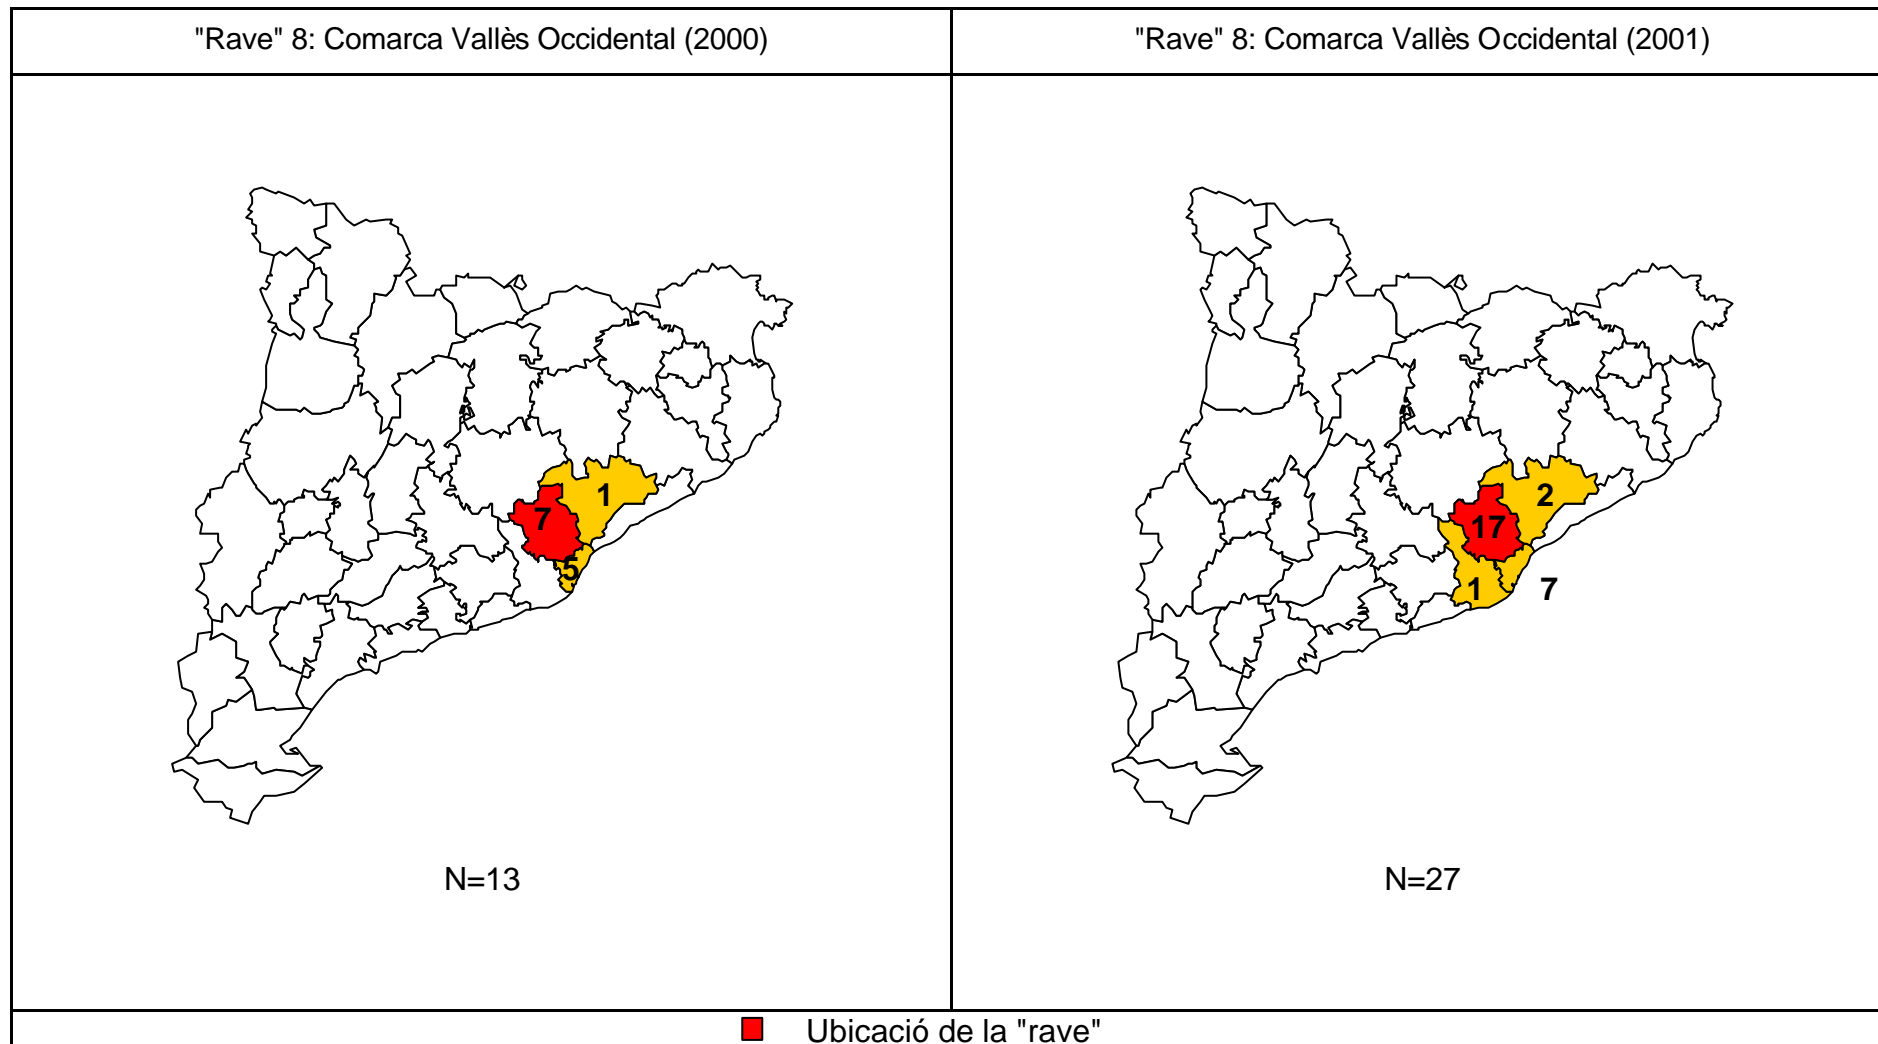 "Rave" 8: Comarca Vallès Occidental (2000)
"Rave" 8: Comarca Vallès Occidental (2001)
1
7
5
N=13
2
17
1
7
N=27
Ubicació de la "rave"